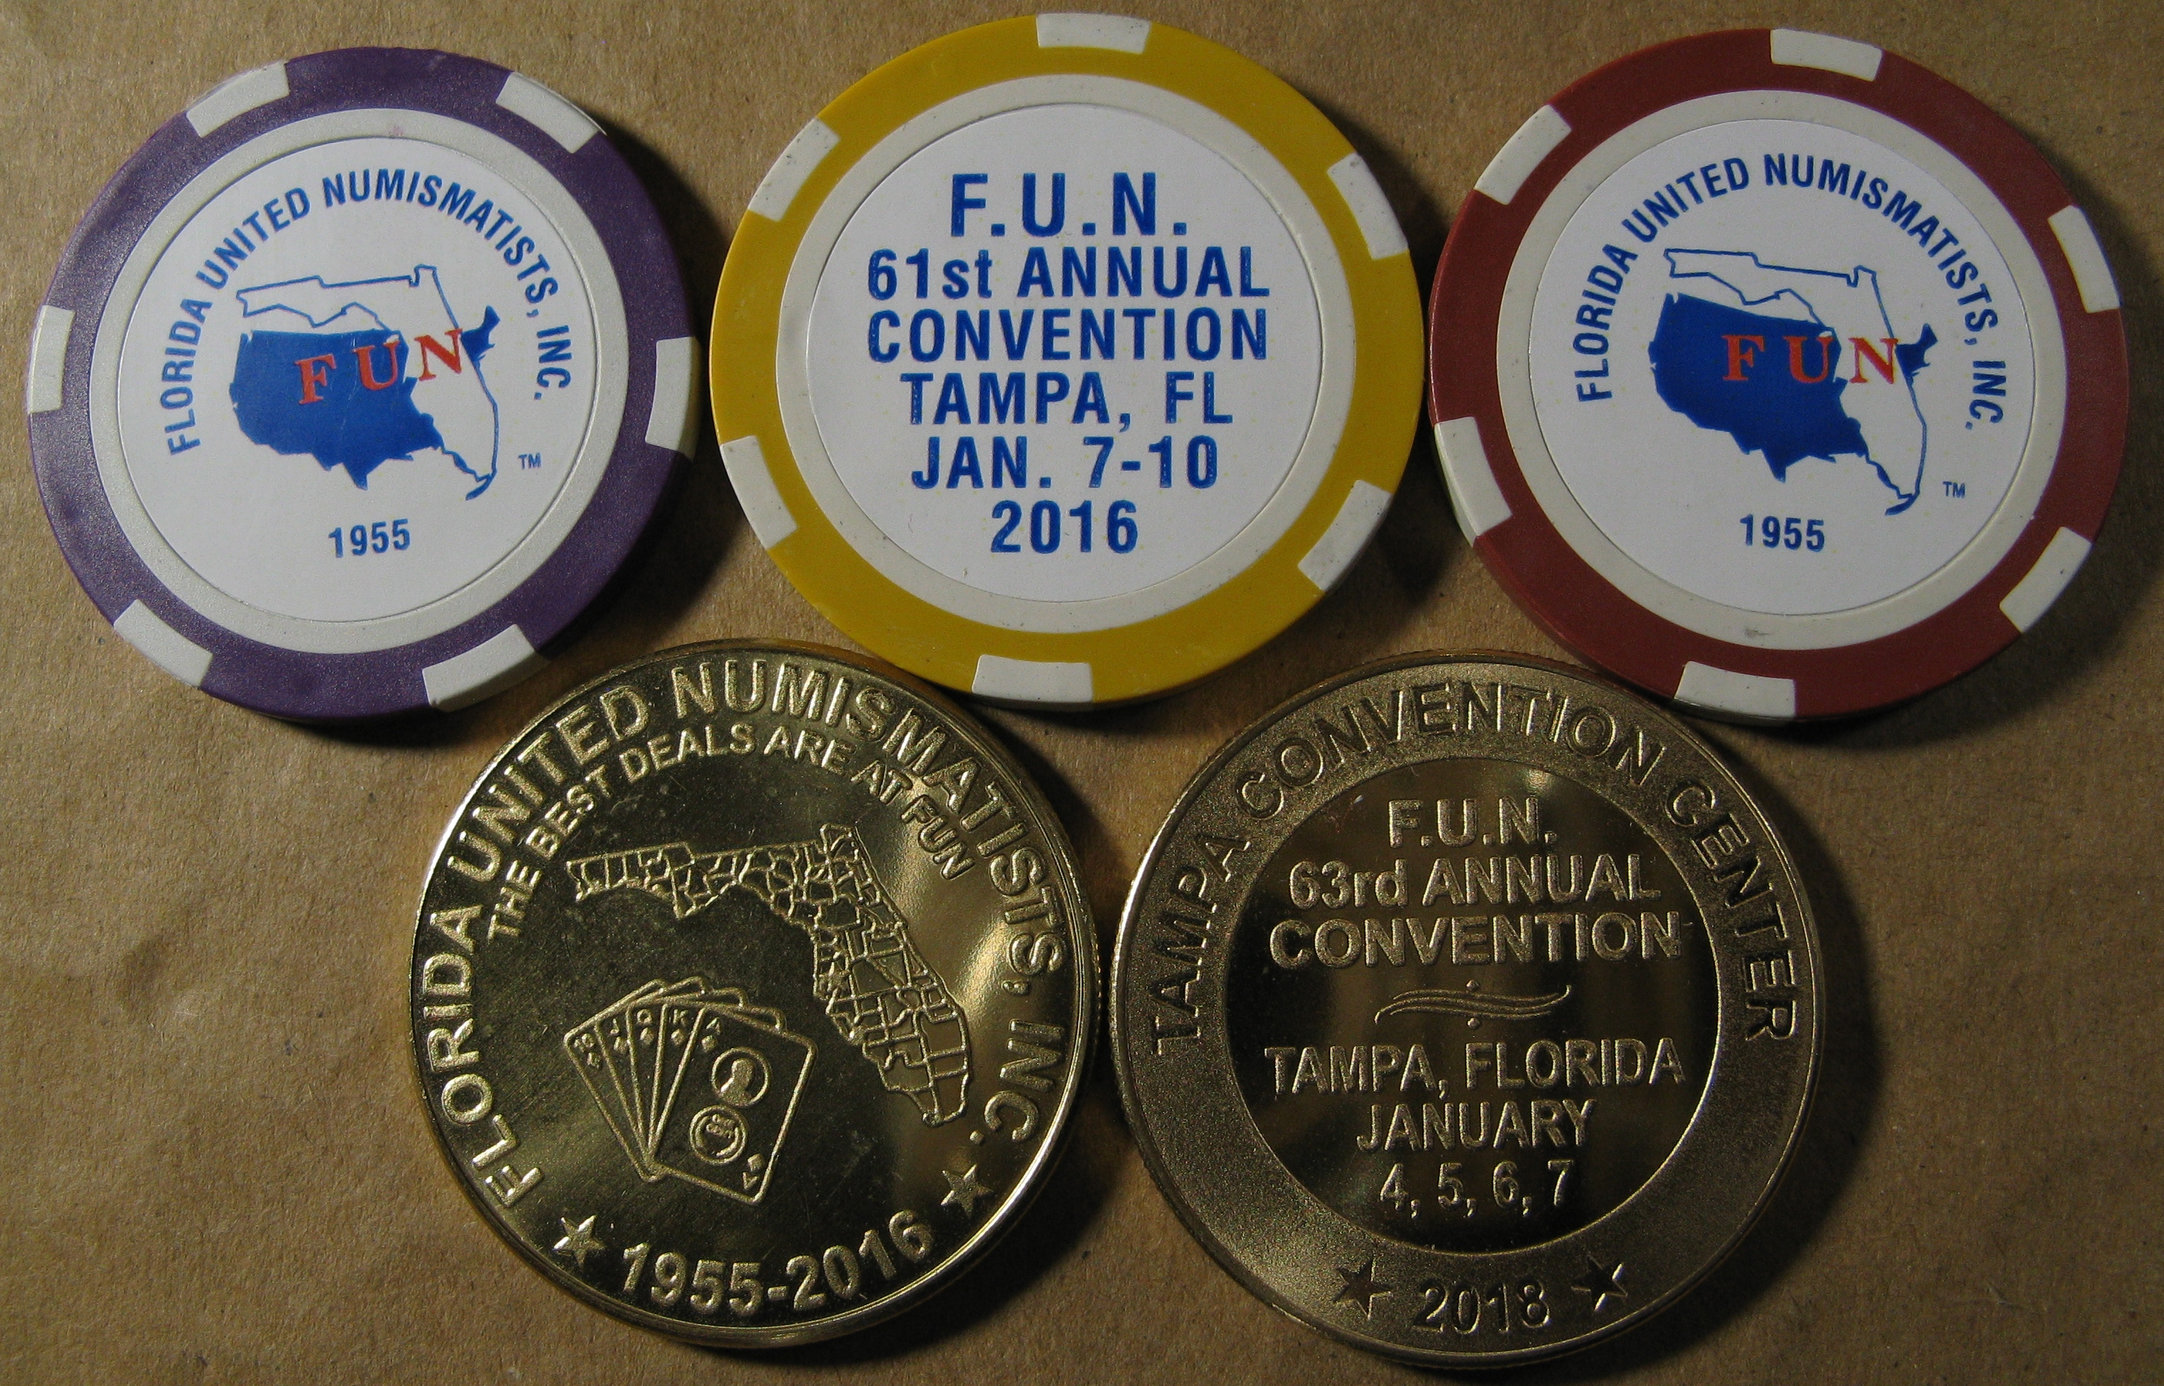 FLORIDA UNITED NUMISMATISTS, INC.
FUN
TM
1955
F.U.N.
61st ANNUAL
CONVENTION
TAMPA, FL
JAN. 7-10
2016
FLORIDA UNITED NUMISMATISTS, INC.
FUN
TM
1955
FLORIDA UNITED NUMISMATISTS, INC.
THE BEST DEALS ARE AT FUN
10 J Q K A
1955-2016
TAMPA CONVENTION CENTER
F.U.N.
63rd ANNUAL
CONVENTION
TAMPA, FLORIDA
JANUARY
4, 5, 6, 7
2018